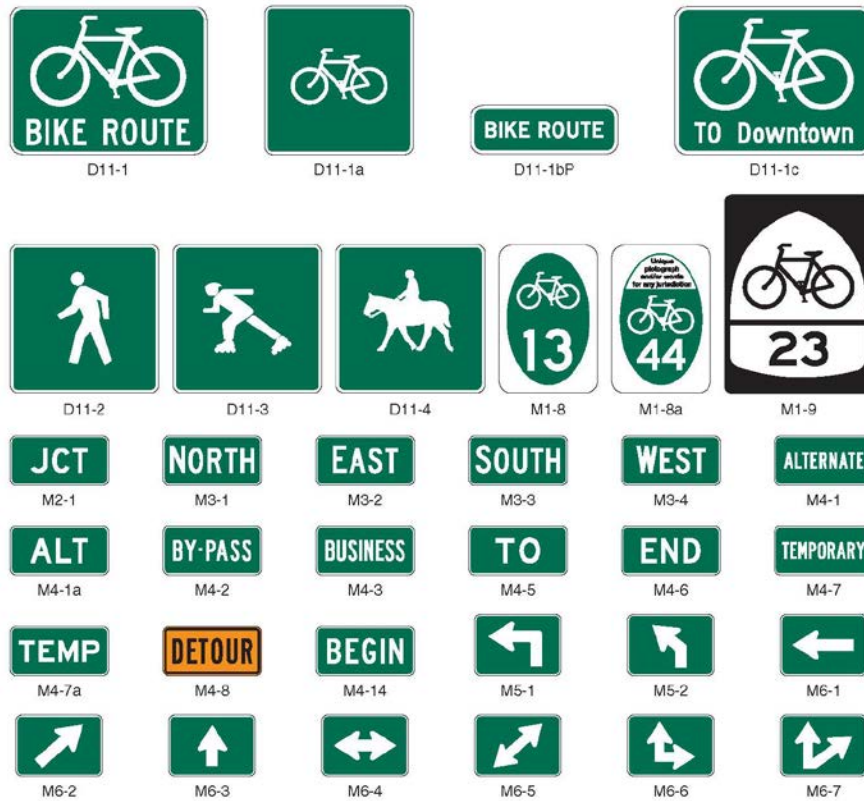 BIKE ROUTE
BIKE ROUTE
TO Downtown
D11-1
D11-1a
D11-1bP
D11-1c
13
Unique
pictograph
and/or words
for any jurisdiction
44
23
D11-2
D11-3
D11-4
M1-8
M1-8a
M1-9
JCT
NORTH
EAST
SOUTH
WEST
ALTERNATE
M2-1
M3-1
M3-2
M3-3
M3-4
M4-1
ALT
BY-PASS
BUSINESS
TO
END
TEMPORARY
M4-1a
M4-2
M4-3
M4-5
M4-6
M4-7
TEMP
DETOUR
BEGIN
M4-7a
M4-8
M4-14
M5-1
M5-2
M6-1
M6-2
M6-3
M6-4
M6-5
M6-6
M6-7